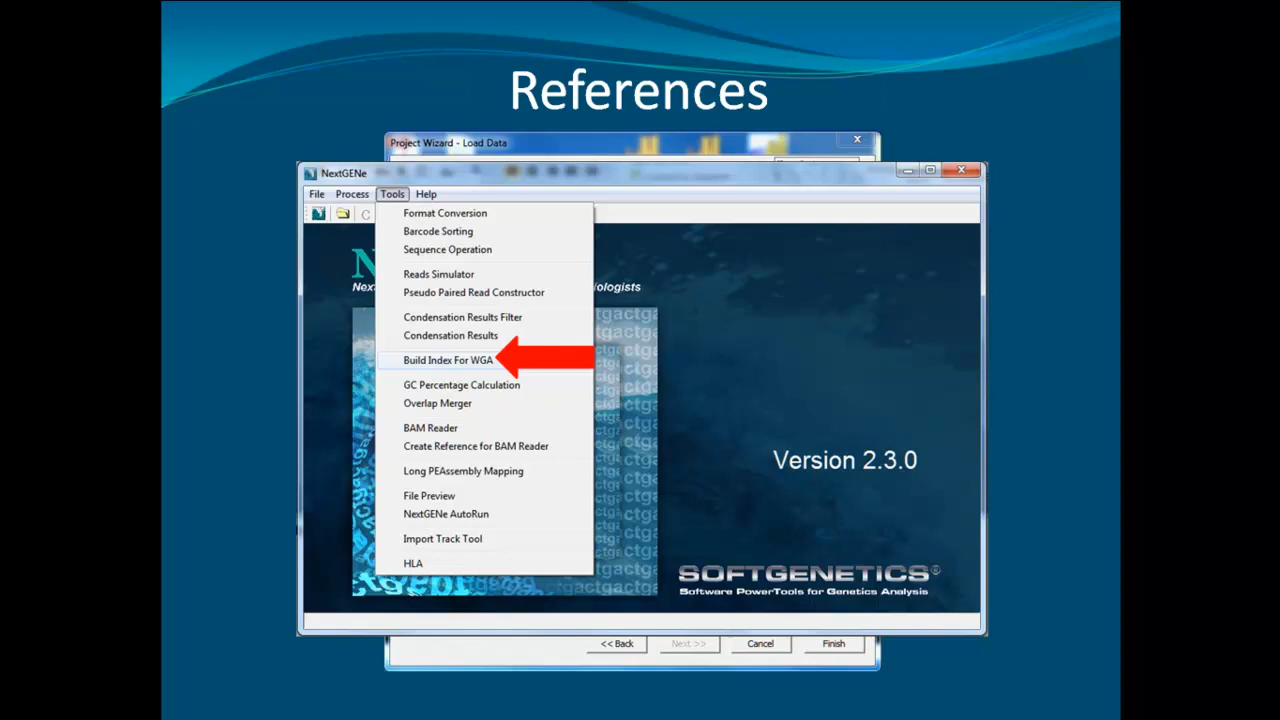 References
Project Wizard - Load Data
NextGENe
File Process Tools Help
Format Conversion
Barcode Sorting
Sequence Operation
Reads Simulator
Pseudo Paired Read Constructor
iologists
Condensation Results Filter
Condensation Results
Build Index For WGA
GC Percentage Calculation
Overlap Merger
BAM Reader
Create Reference for BAM Reader
Version 2.3.0
Long PEAssembly Mapping
File Preview
NextGENe AutoRun
Import Track Tool
HLA
SOFTGENETICS®
Software PowerTools for Genetics Analysis
<< Back Next >> Cancel Finish